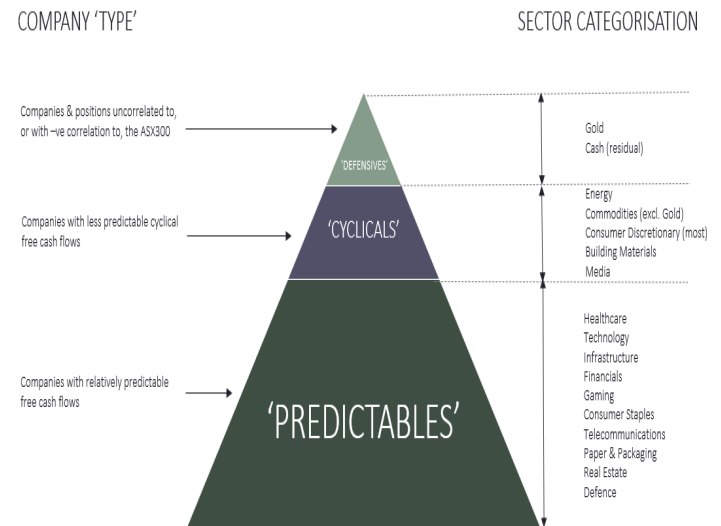 COMPANY 'TYPE'
SECTOR CATEGORISATION
Companies & positions uncorrelated to,
or with –ve correlation to, the ASX300
'DEFENSIVES'
Gold
Cash (residual)
Companies with less predictable cyclical
free cash flows
'CYCLICALS'
Energy
Commodities (excl. Gold)
Consumer Discretionary (most)
Building Materials
Media
Companies with relatively predictable
free cash flows
'PREDICTABLES'
Healthcare
Technology
Infrastructure
Financials
Gaming
Consumer Staples
Telecommunications
Paper & Packaging
Real Estate
Defence